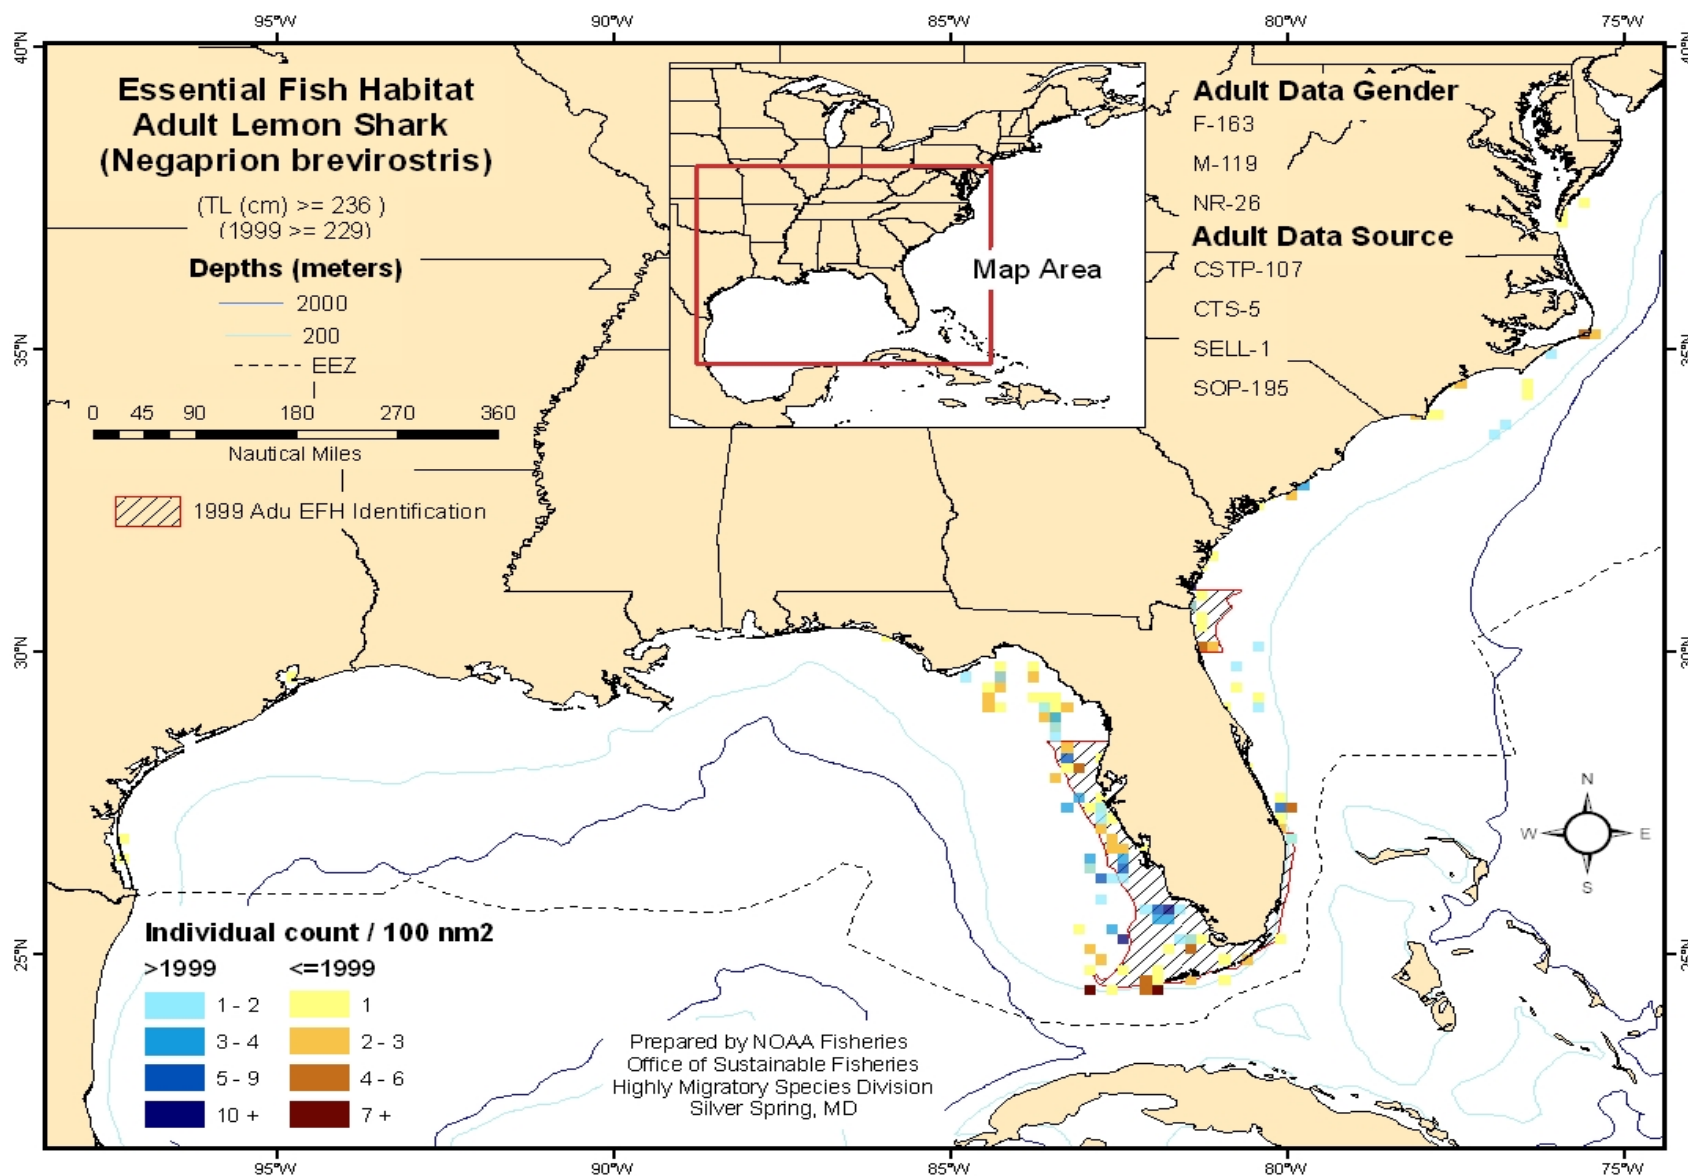 95°W 90°W 85°W 80°W 75°W
40°N 40°N
Essential Fish Habitat
Adult Lemon Shark
(Negaprion brevirostris)
(TL (cm) >= 236 )
(1999 >= 229)
Depths (meters)
2000
200
EEZ
0 45 90 180 270 360
Nautical Miles
1999 Adu EFH Identification
Map Area
Adult Data Gender
F-163
M-119
NR-26
Adult Data Source
CSTP-107
CTS-5
SELL-1
SOP-195
35°N 35°N
30°N 30°N
N
W E
S
25°N 25°N
Individual count / 100 nm2
>1999 <=1999
1 - 2 1
3 - 4 2 - 3
5 - 9 4 - 6
10 + 7 +
Prepared by NOAA Fisheries
Office of Sustainable Fisheries
Highly Migratory Species Division
Silver Spring, MD
95°W 90°W 85°W 80°W 75°W